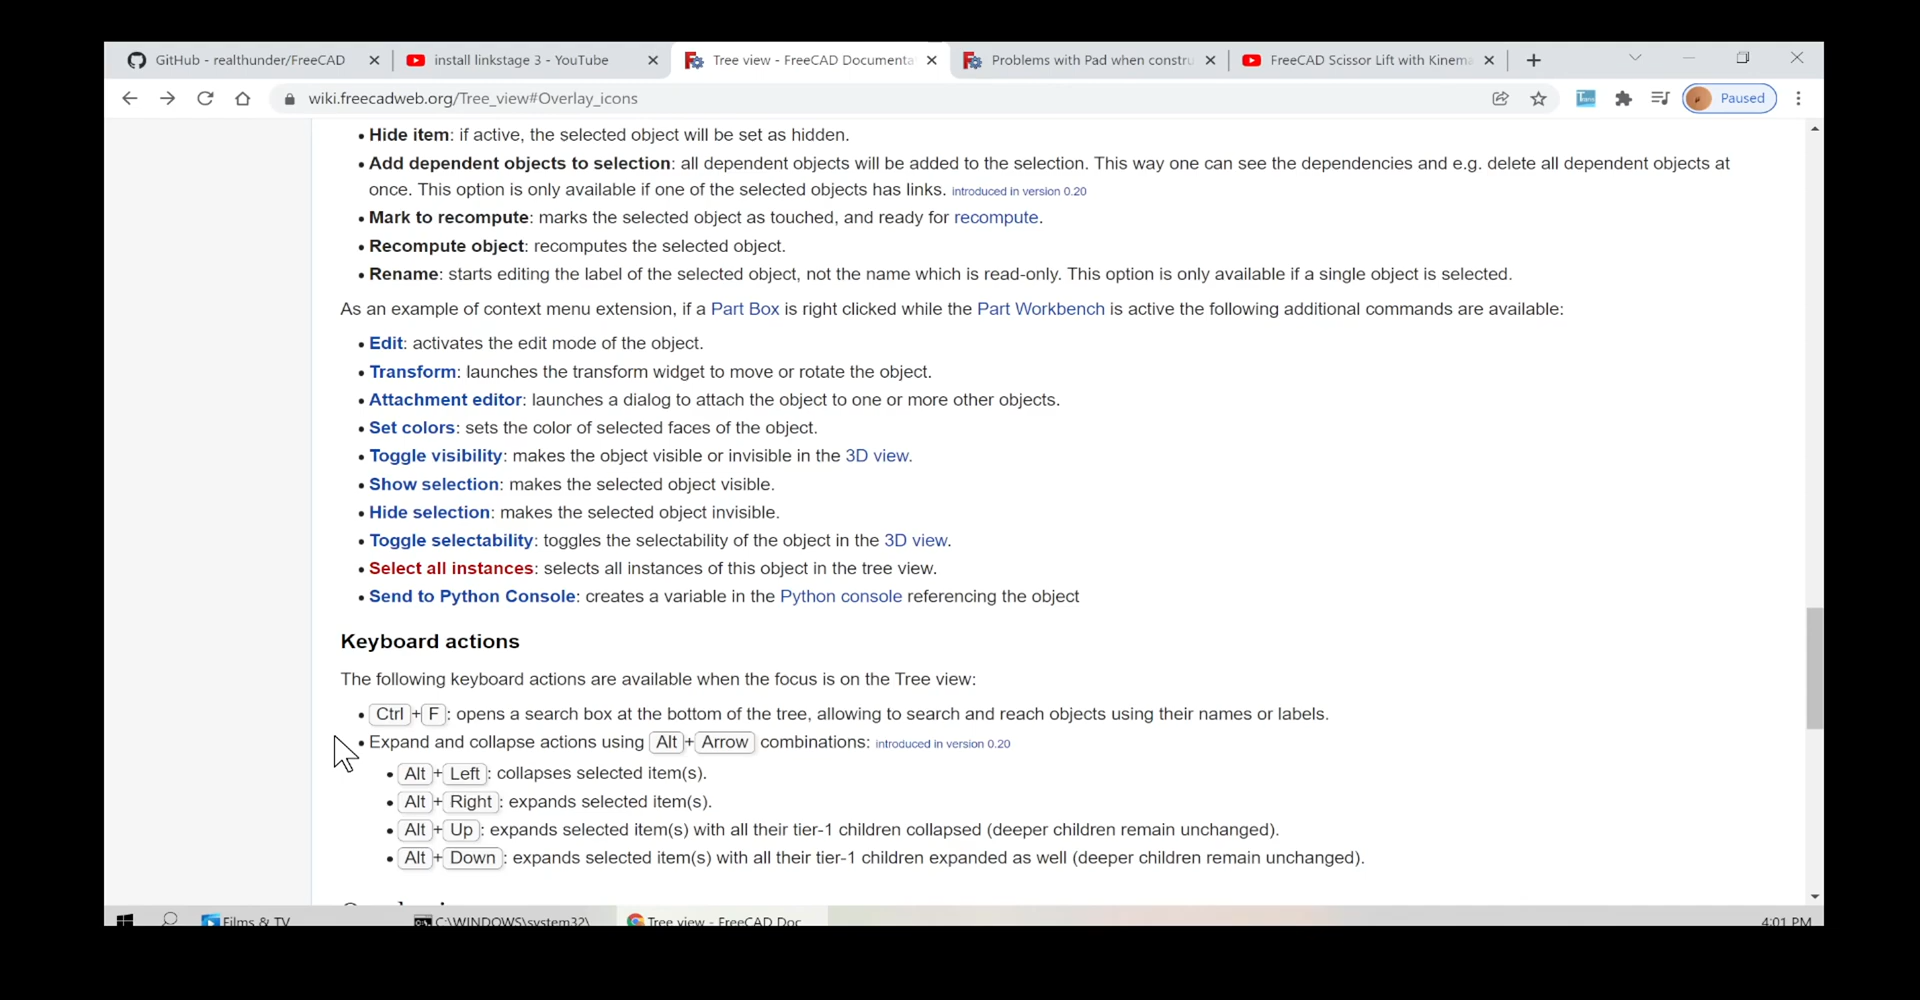 GitHub - realthunder/FreeCAD
install linkstage 3 - YouTube
Tree view - FreeCAD Documenta
Problems with Pad when constru
FreeCAD Scissor Lift with Kinema
wiki.freecadweb.org/Tree_view#Overlay_icons
Paused
• Hide item: if active, the selected object will be set as hidden.
• Add dependent objects to selection: all dependent objects will be added to the selection. This way one can see the dependencies and e.g. delete all dependent objects at
once. This option is only available if one of the selected objects has links. introduced in version 0.20
• Mark to recompute: marks the selected object as touched, and ready for recompute.
• Recompute object: recomputes the selected object.
• Rename: starts editing the label of the selected object, not the name which is read-only. This option is only available if a single object is selected.
As an example of context menu extension, if a Part Box is right clicked while the Part Workbench is active the following additional commands are available:
• Edit: activates the edit mode of the object.
• Transform: launches the transform widget to move or rotate the object.
• Attachment editor: launches a dialog to attach the object to one or more other objects.
• Set colors: sets the color of selected faces of the object.
• Toggle visibility: makes the object visible or invisible in the 3D view.
• Show selection: makes the selected object visible.
• Hide selection: makes the selected object invisible.
• Toggle selectability: toggles the selectability of the object in the 3D view.
• Select all instances: selects all instances of this object in the tree view.
• Send to Python Console: creates a variable in the Python console referencing the object
Keyboard actions
The following keyboard actions are available when the focus is on the Tree view:
• Ctrl+F: opens a search box at the bottom of the tree, allowing to search and reach objects using their names or labels.
• Expand and collapse actions using Alt+Arrow combinations: introduced in version 0.20
• Alt+Left: collapses selected item(s).
• Alt+Right: expands selected item(s).
• Alt+Up: expands selected item(s) with all their tier-1 children collapsed (deeper children remain unchanged).
• Alt+Down: expands selected item(s) with all their tier-1 children expanded as well (deeper children remain unchanged).
Films & TV
C:\WINDOWS\system32\
Tree view - FreeCAD Doc
4:01 PM